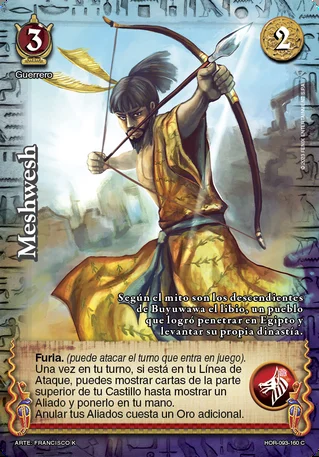 3
2
Guerrero
Meshwesh
Según el mito son los descendientes
de Buyuwawa el libio, un pueblo
que logró penetrar en Egipto y
levantar su propia dinastía.
Furia. (puede atacar el turno que entra en juego).
Una vez en tu turno, si está en tu Línea de
Ataque, puedes mostrar cartas de la parte
superior de tu Castillo hasta mostrar un
Aliado y ponerlo en tu mano.
Anular tus Aliados cuesta un Oro adicional.
ARTE: FRANCISCO K
HOR-093-160 C